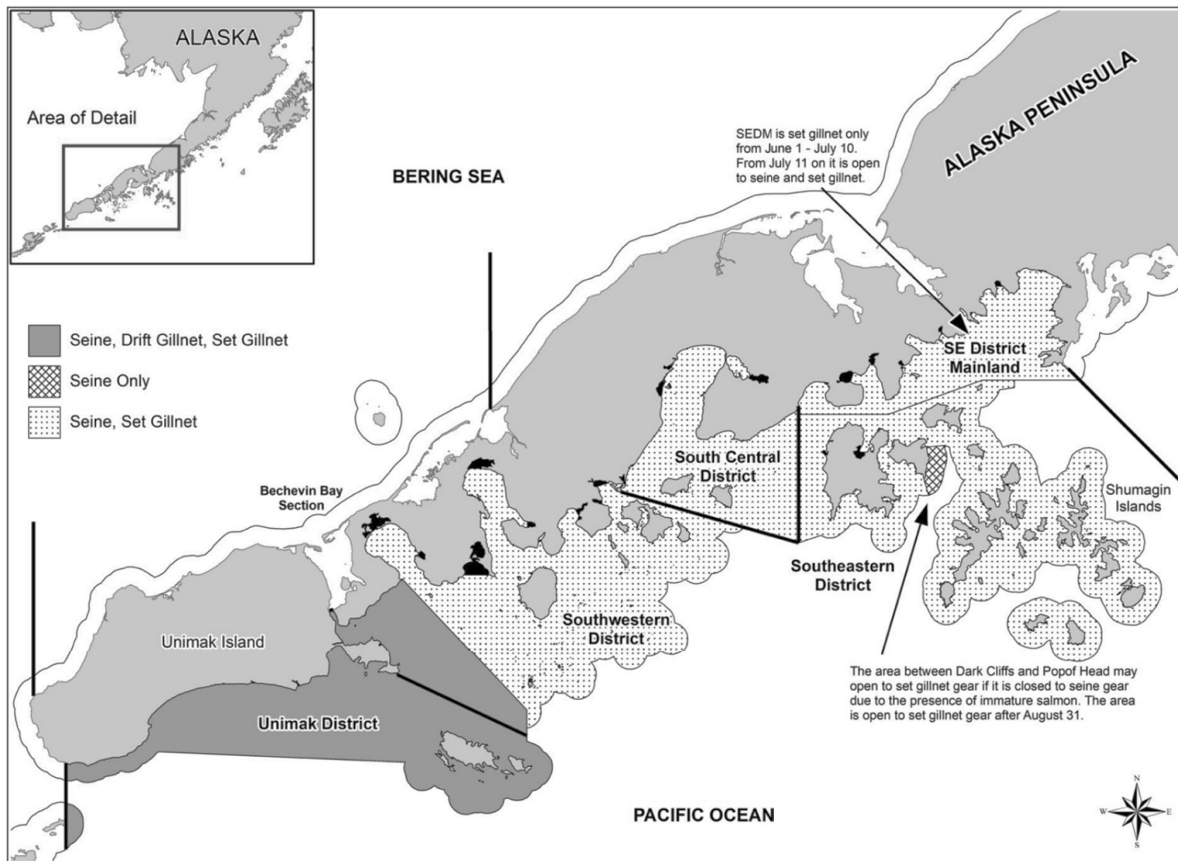 ALASKA
Area of Detail
BERING SEA
SEDM is set gillnet only
from June 1 - July 10.
From July 11 on it is open
to seine and set gillnet.
ALASKA PENINSULA
Seine, Drift Gillnet, Set Gillnet
Seine Only
Seine, Set Gillnet
SE District
Mainland
South Central
District
Bechevin Bay
Section
Shumagin
Islands
Southeastern
District
Southwestern
District
Unimak Island
Unimak District
The area between Dark Cliffs and Popof Head may
open to set gillnet gear if it is closed to seine gear
due to the presence of immature salmon. The area
is open to set gillnet gear after August 31.
PACIFIC OCEAN
N
W
E
S